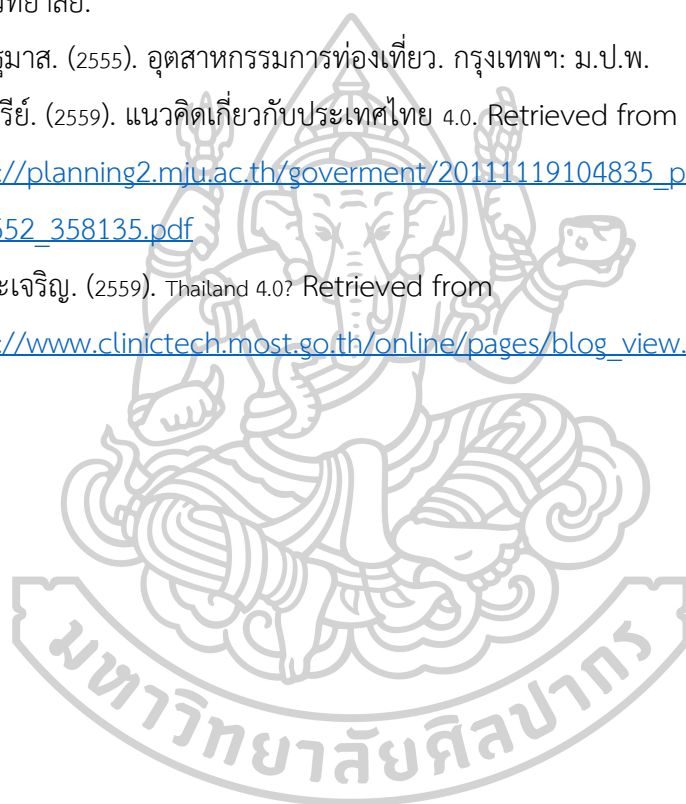 วิทยาลัย.
ฐุมาส. (2555). อุตสาหกรรมการท่องเที่ยว. กรุงเทพฯ: ม.ป.พ.
รีย์. (2559). แนวคิดเกี่ยวกับประเทศไทย 4.0. Retrieved from
://planning2.mju.ac.th/goverment/20111119104835_p
552_358135.pdf
ะเจริญ. (2559). Thailand 4.0? Retrieved from
://www.clinictech.most.go.th/online/pages/blog_view.
มหาวิทยาลัยศิลปากร